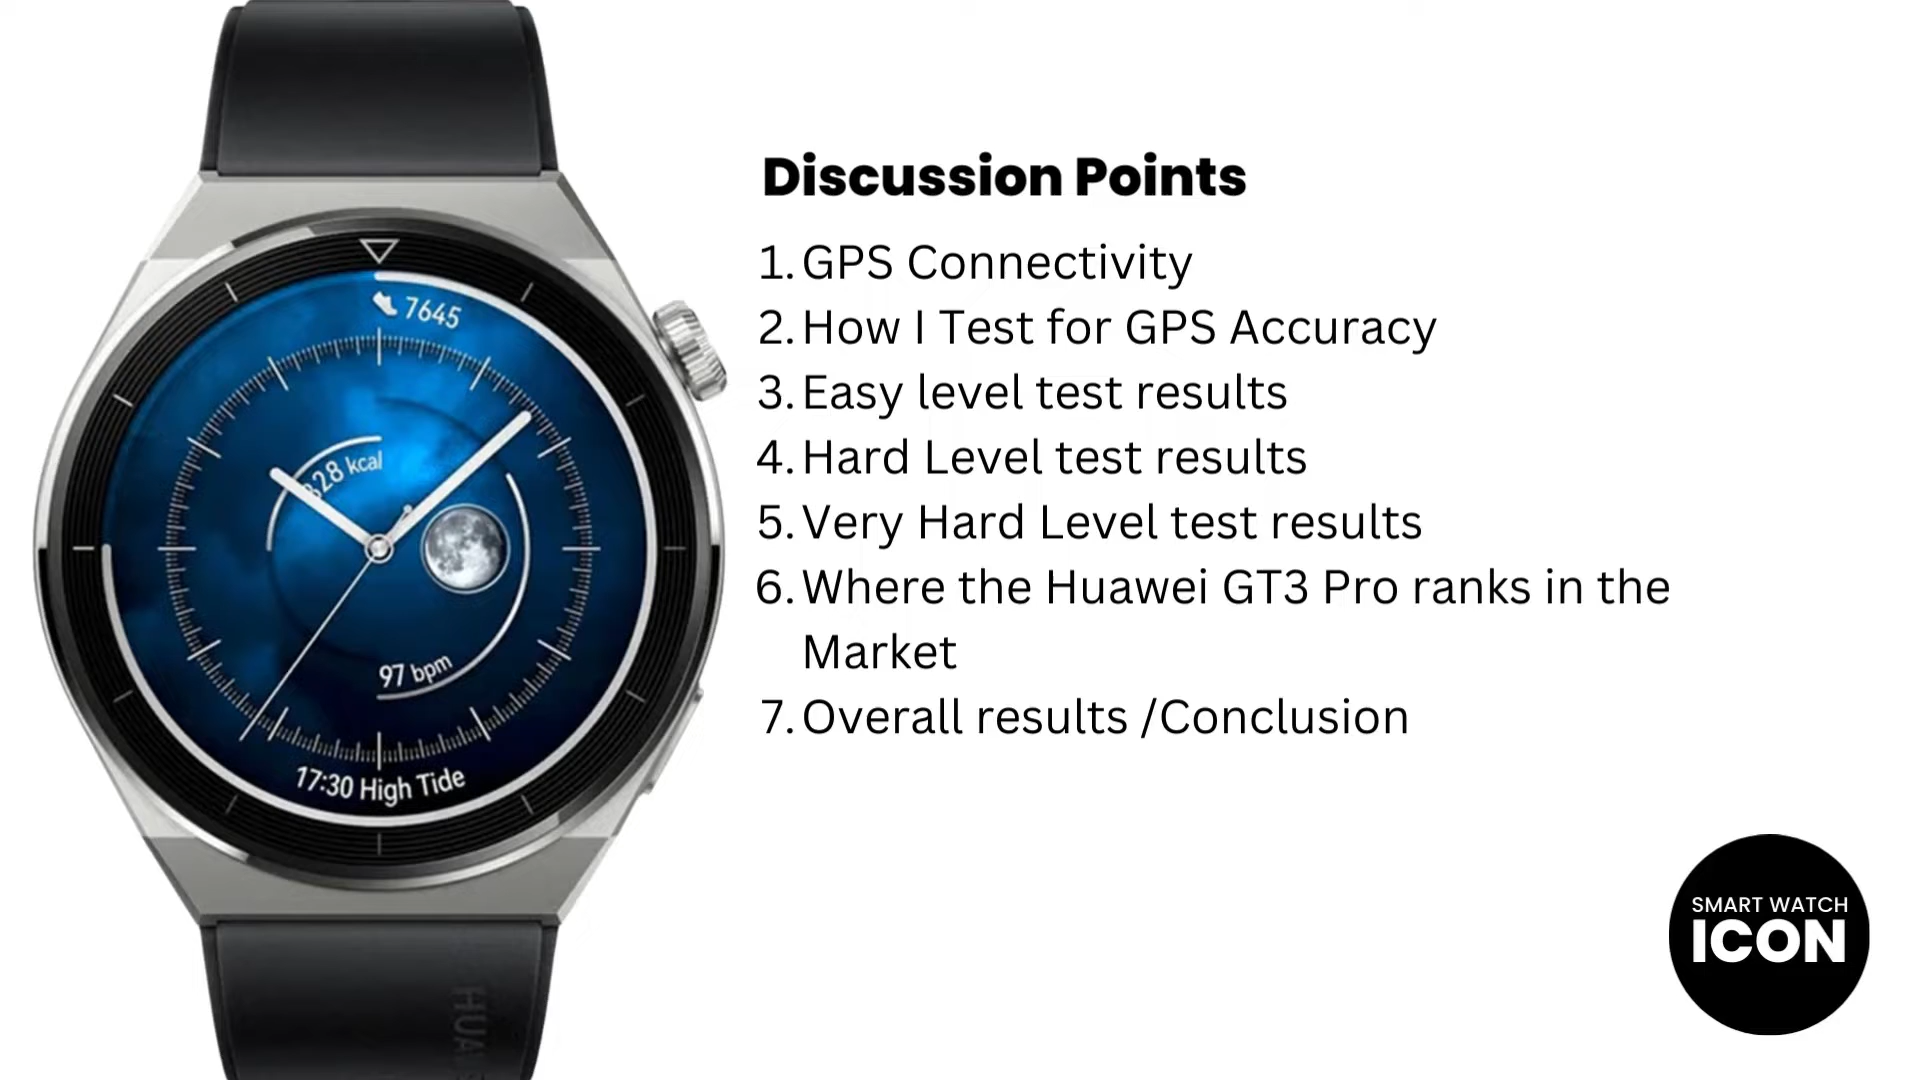 Discussion Points
1. GPS Connectivity
2. How I Test for GPS Accuracy
3. Easy level test results
4. Hard Level test results
5. Very Hard Level test results
6. Where the Huawei GT3 Pro ranks in the
Market
7. Overall results /Conclusion
7645
kcal
97 bpm
17:30 High Tide
SMART WATCH
ICON